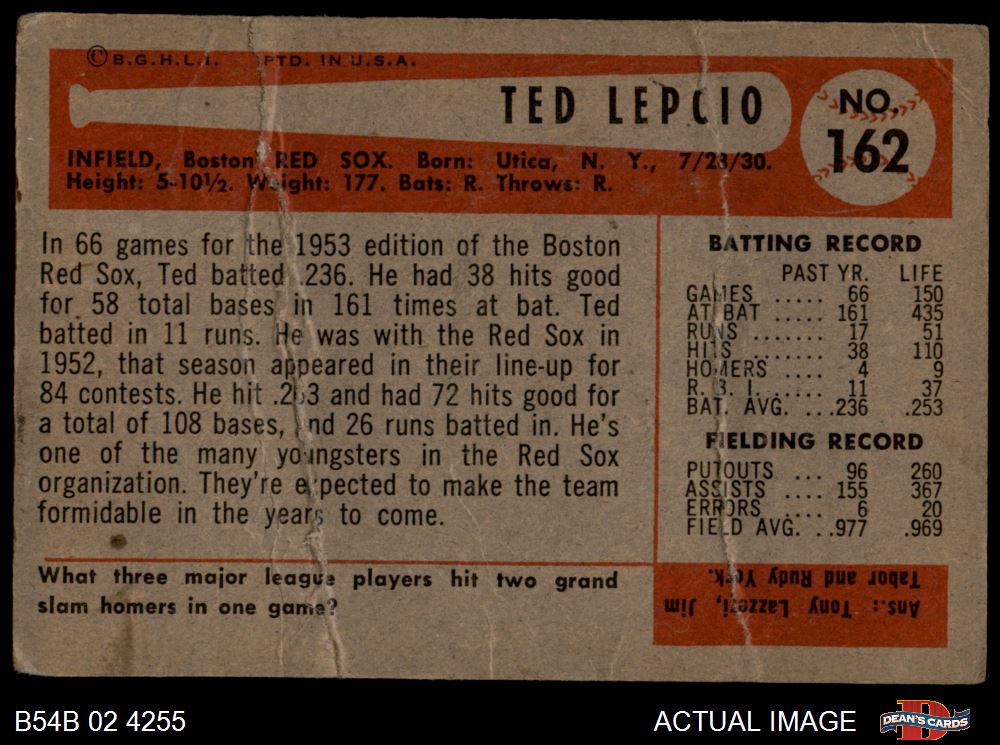 © B.G.H.L.I. PTD. IN U.S.A.
TED LEPCIO
NO.
162
INFIELD, Boston RED SOX. Born: Utica, N. Y., 7/28/30.
Height: 5-10½. Weight: 177. Bats: R. Throws: R.
In 66 games for the 1953 edition of the Boston
Red Sox, Ted batted .236. He had 38 hits good
for 58 total bases in 161 times at bat. Ted
batted in 11 runs. He was with the Red Sox in
1952, that season appeared in their line-up for
84 contests. He hit .263 and had 72 hits good for
a total of 108 bases, and 26 runs batted in. He's
one of the many youngsters in the Red Sox
organization. They're expected to make the team
formidable in the years to come.
What three major league players hit two grand
slam homers in one game?
BATTING RECORD
PAST YR. LIFE
GAMES ..... 66 150
AT BAT ..... 161 435
RUNS ....... 17 51
HITS ....... 38 110
HOMERS .... 4 9
R. B. I. ..... 11 37
BAT. AVG. ...236 .253
FIELDING RECORD
PUTOUTS ... 96 260
ASSISTS .... 155 367
ERRORS .... 6 20
FIELD AVG. ..977 .969
Ans.: Tony Lazzeri, Jim
Tabor and Rudy York.
B54B 02 4255
ACTUAL IMAGE
DEAN'S CARDS